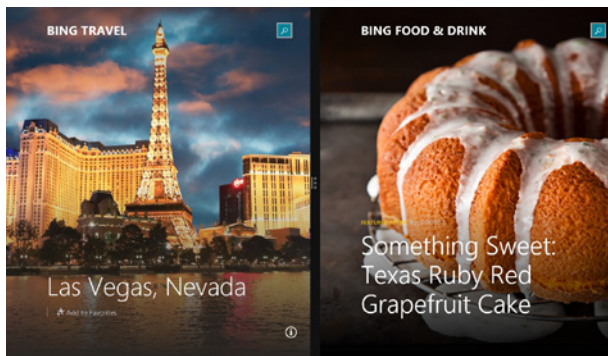 BING TRAVEL
Las Vegas, Nevada
Add to Favorites
BING FOOD & DRINK
Something Sweet:
Texas Ruby Red
Grapefruit Cake